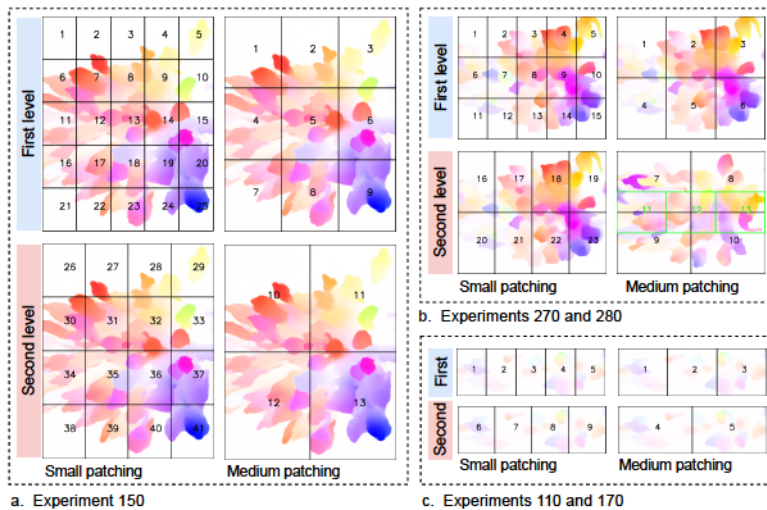 First level
1 2 3 4 5
6 7 8 9 10
11 12 13 14 15
16 17 18 19 20
21 22 23 24 25
1 2 3
4 5 6
7 8 9
Second level
26 27 28 29
30 31 32 33
34 35 36 37
38 39 40 41
10 11
12 13
Small patching Medium patching
a. Experiment 150
First level
1 2 3 4 5
6 7 8 9 10
11 12 13 14 15
1 2 3
4 5 6
Second level
16 17 18 19
20 21 22 23
7 8
11 12 13
9 10
Small patching Medium patching
b. Experiments 270 and 280
First
1 2 3 4 5
1 2 3
Second
6 7 8 9
4 5
Small patching Medium patching
c. Experiments 110 and 170